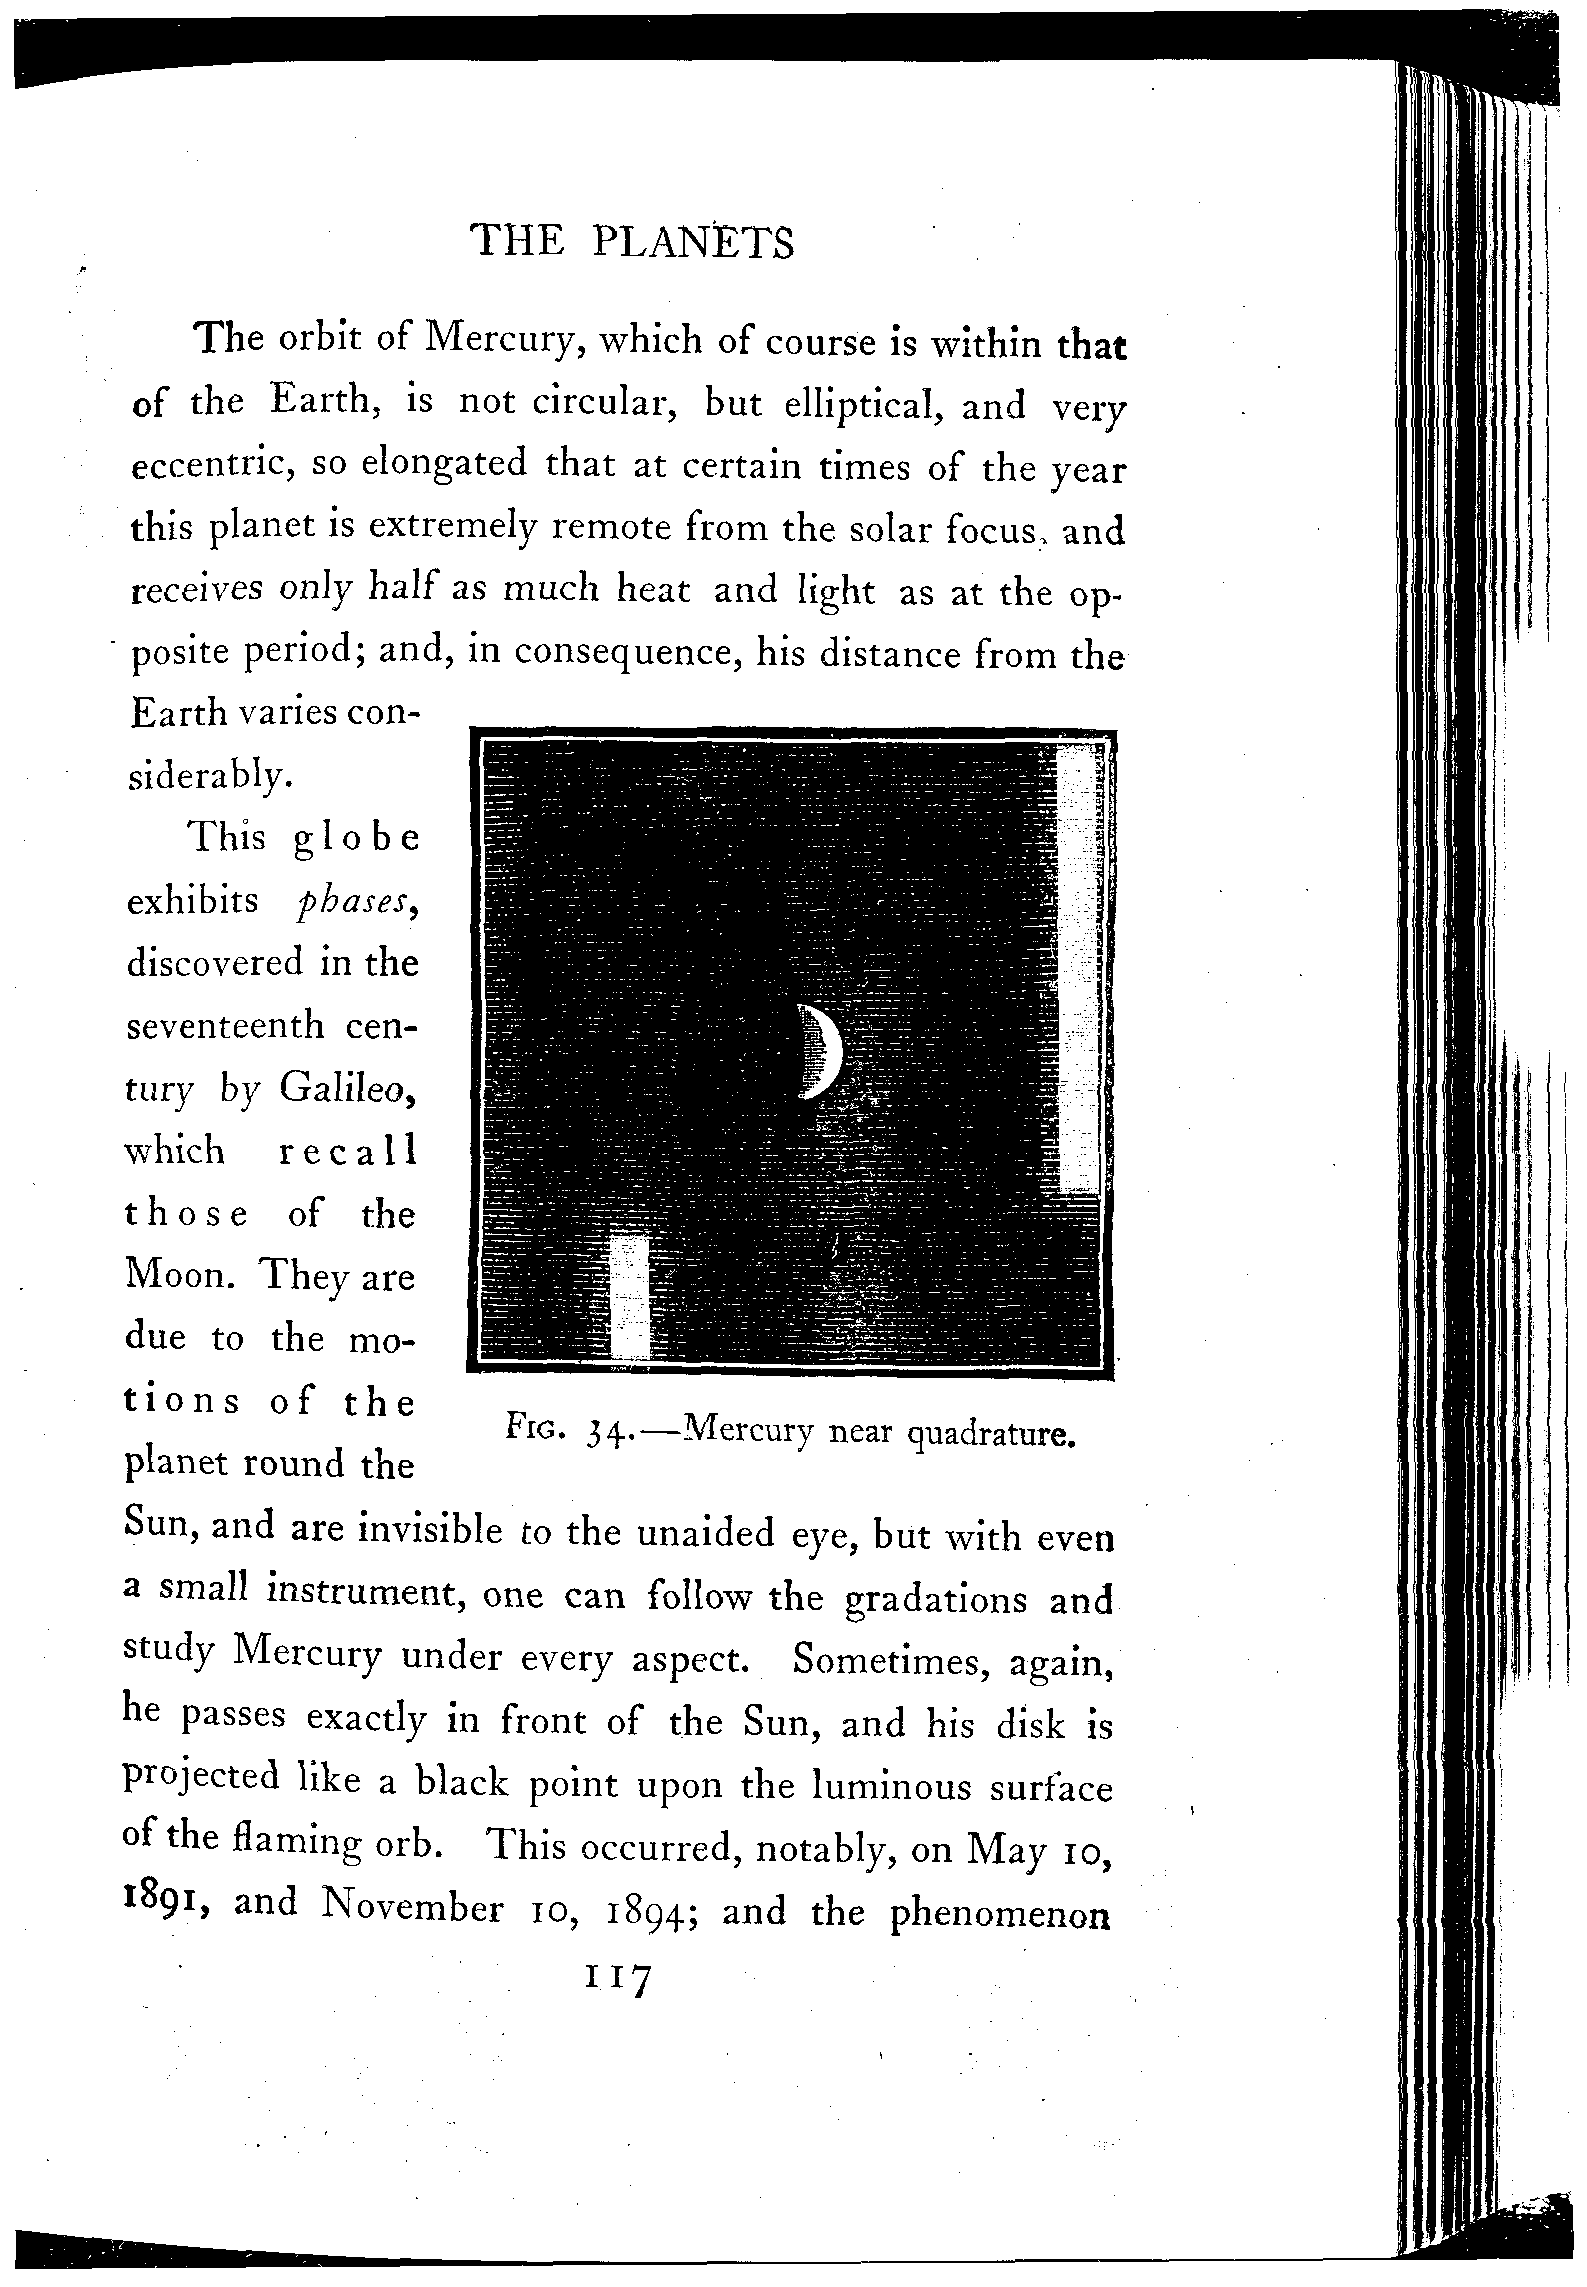 THE PLANETS
The orbit of Mercury, which of course is within that
of the Earth, is not circular, but elliptical, and very
eccentric, so elongated that at certain times of the year
this planet is extremely remote from the solar focus, and
receives only half as much heat and light as at the op-
posite period; and, in consequence, his distance from the
Earth varies con-
siderably.
This globe
exhibits phases,
discovered in the
seventeenth cen-
tury by Galileo,
which recall
those of the
Moon. They are
due to the mo-
tions of the
planet round the
FIG. 34.—Mercury near quadrature.
Sun, and are invisible to the unaided eye, but with even
a small instrument, one can follow the gradations and
study Mercury under every aspect. Sometimes, again,
he passes exactly in front of the Sun, and his disk is
projected like a black point upon the luminous surface
of the flaming orb. This occurred, notably, on May 10,
1891, and November 10, 1894; and the phenomenon
117